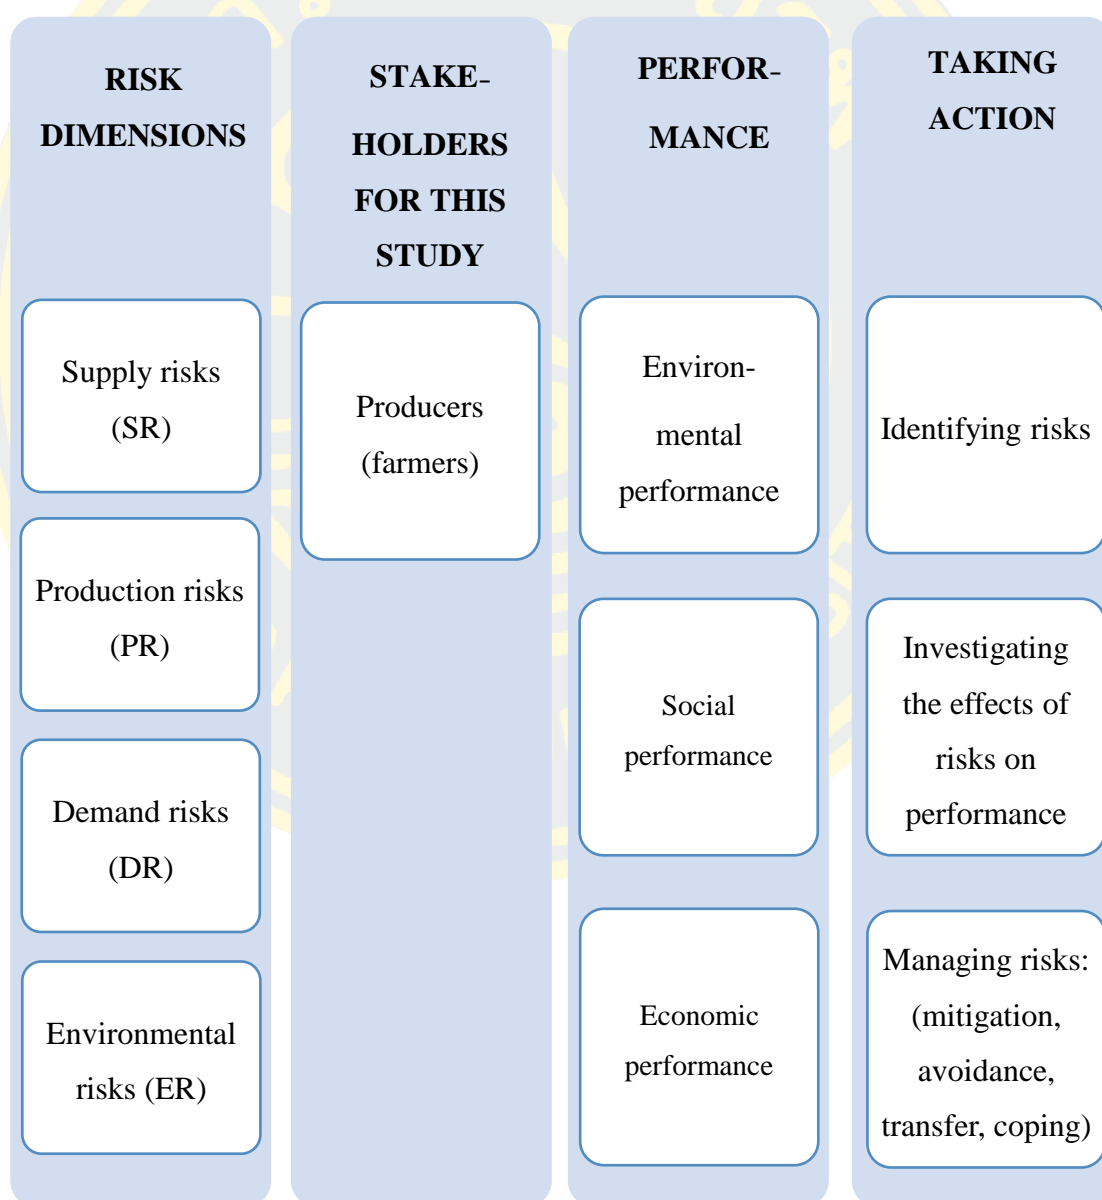 RISK
DIMENSIONS
Supply risks
(SR)
Production risks
(PR)
Demand risks
(DR)
Environmental
risks (ER)
STAKE-
HOLDERS
FOR THIS
STUDY
Producers
(farmers)
PERFOR-
MANCE
Environ-
mental
performance
Social
performance
Economic
performance
TAKING
ACTION
Identifying risks
Investigating
the effects of
risks on
performance
Managing risks:
(mitigation,
avoidance,
transfer, coping)